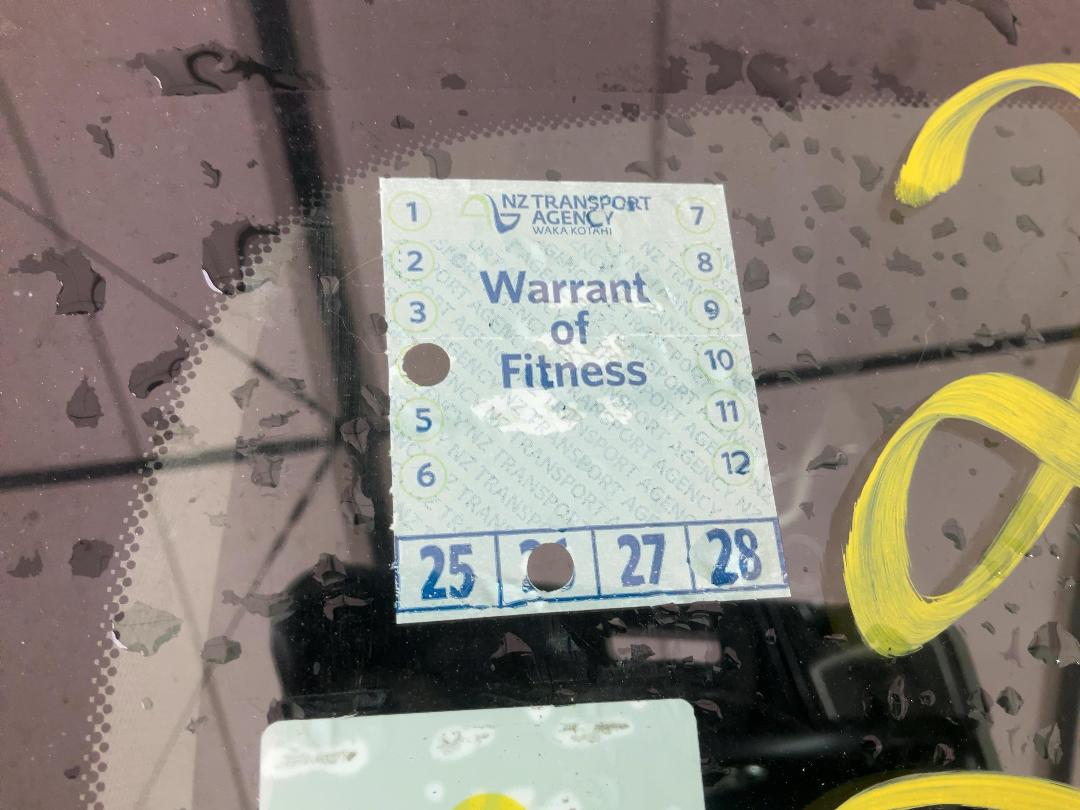 NZ TRANSPORT
AGENCY
WAKA KOTAHI
1
2
3
5
6
7
8
9
10
11
12
Warrant
of
Fitness
25 27 28